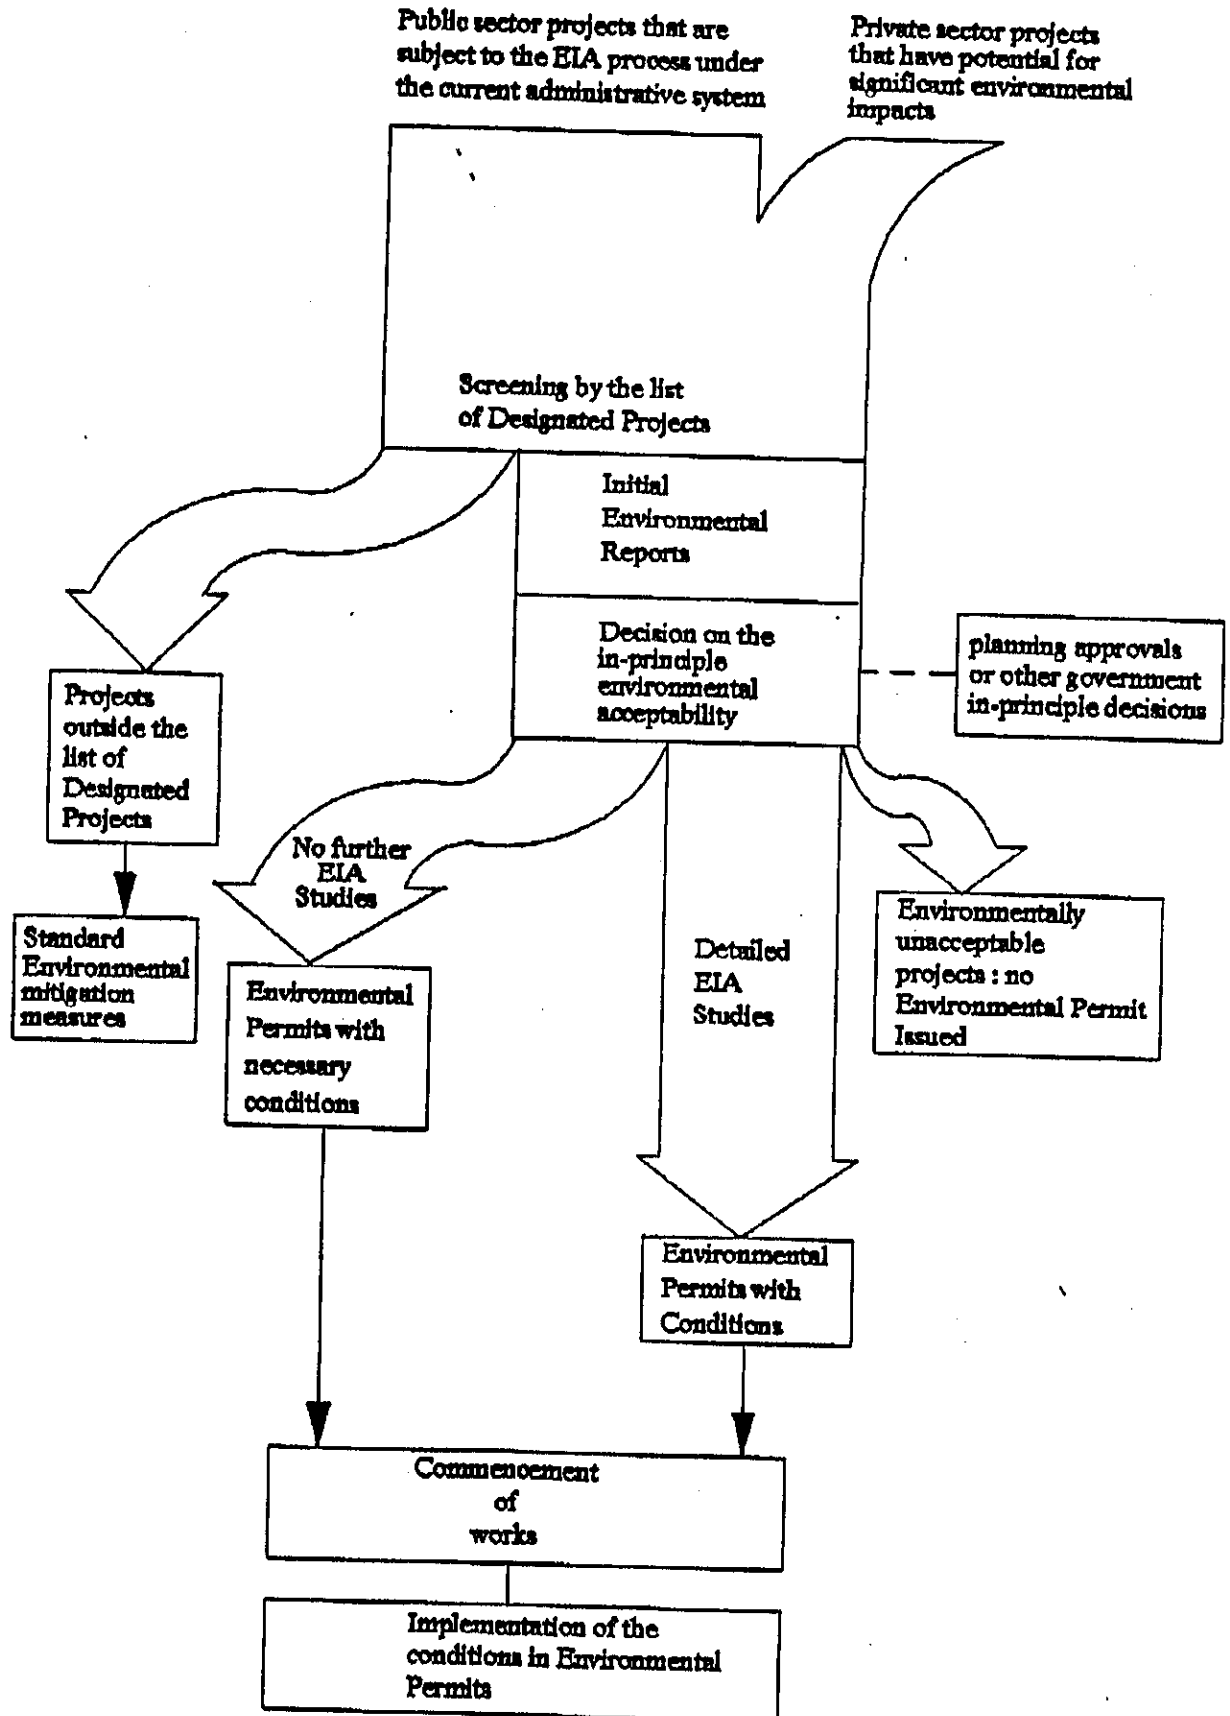 Public sector projects that are
subject to the EIA process under
the current administrative system
Private sector projects
that have potential for
significant environmental
impacts
Screening by the list
of Designated Projects
Initial
Environmental
Reports
Decision on the
in-principle
environmental
acceptability
planning approvals
or other government
in-principle decisions
Projects
outside the
list of
Designated
Projects
No further
EIA
Studies
Standard
Environmental
mitigation
measures
Environmental
Permits with
necessary
conditions
Detailed
EIA
Studies
Environmentally
unacceptable
projects : no
Environmental Permit
Issued
Environmental
Permits with
Conditions
Commencement
of
works
Implementation of the
conditions in Environmental
Permits